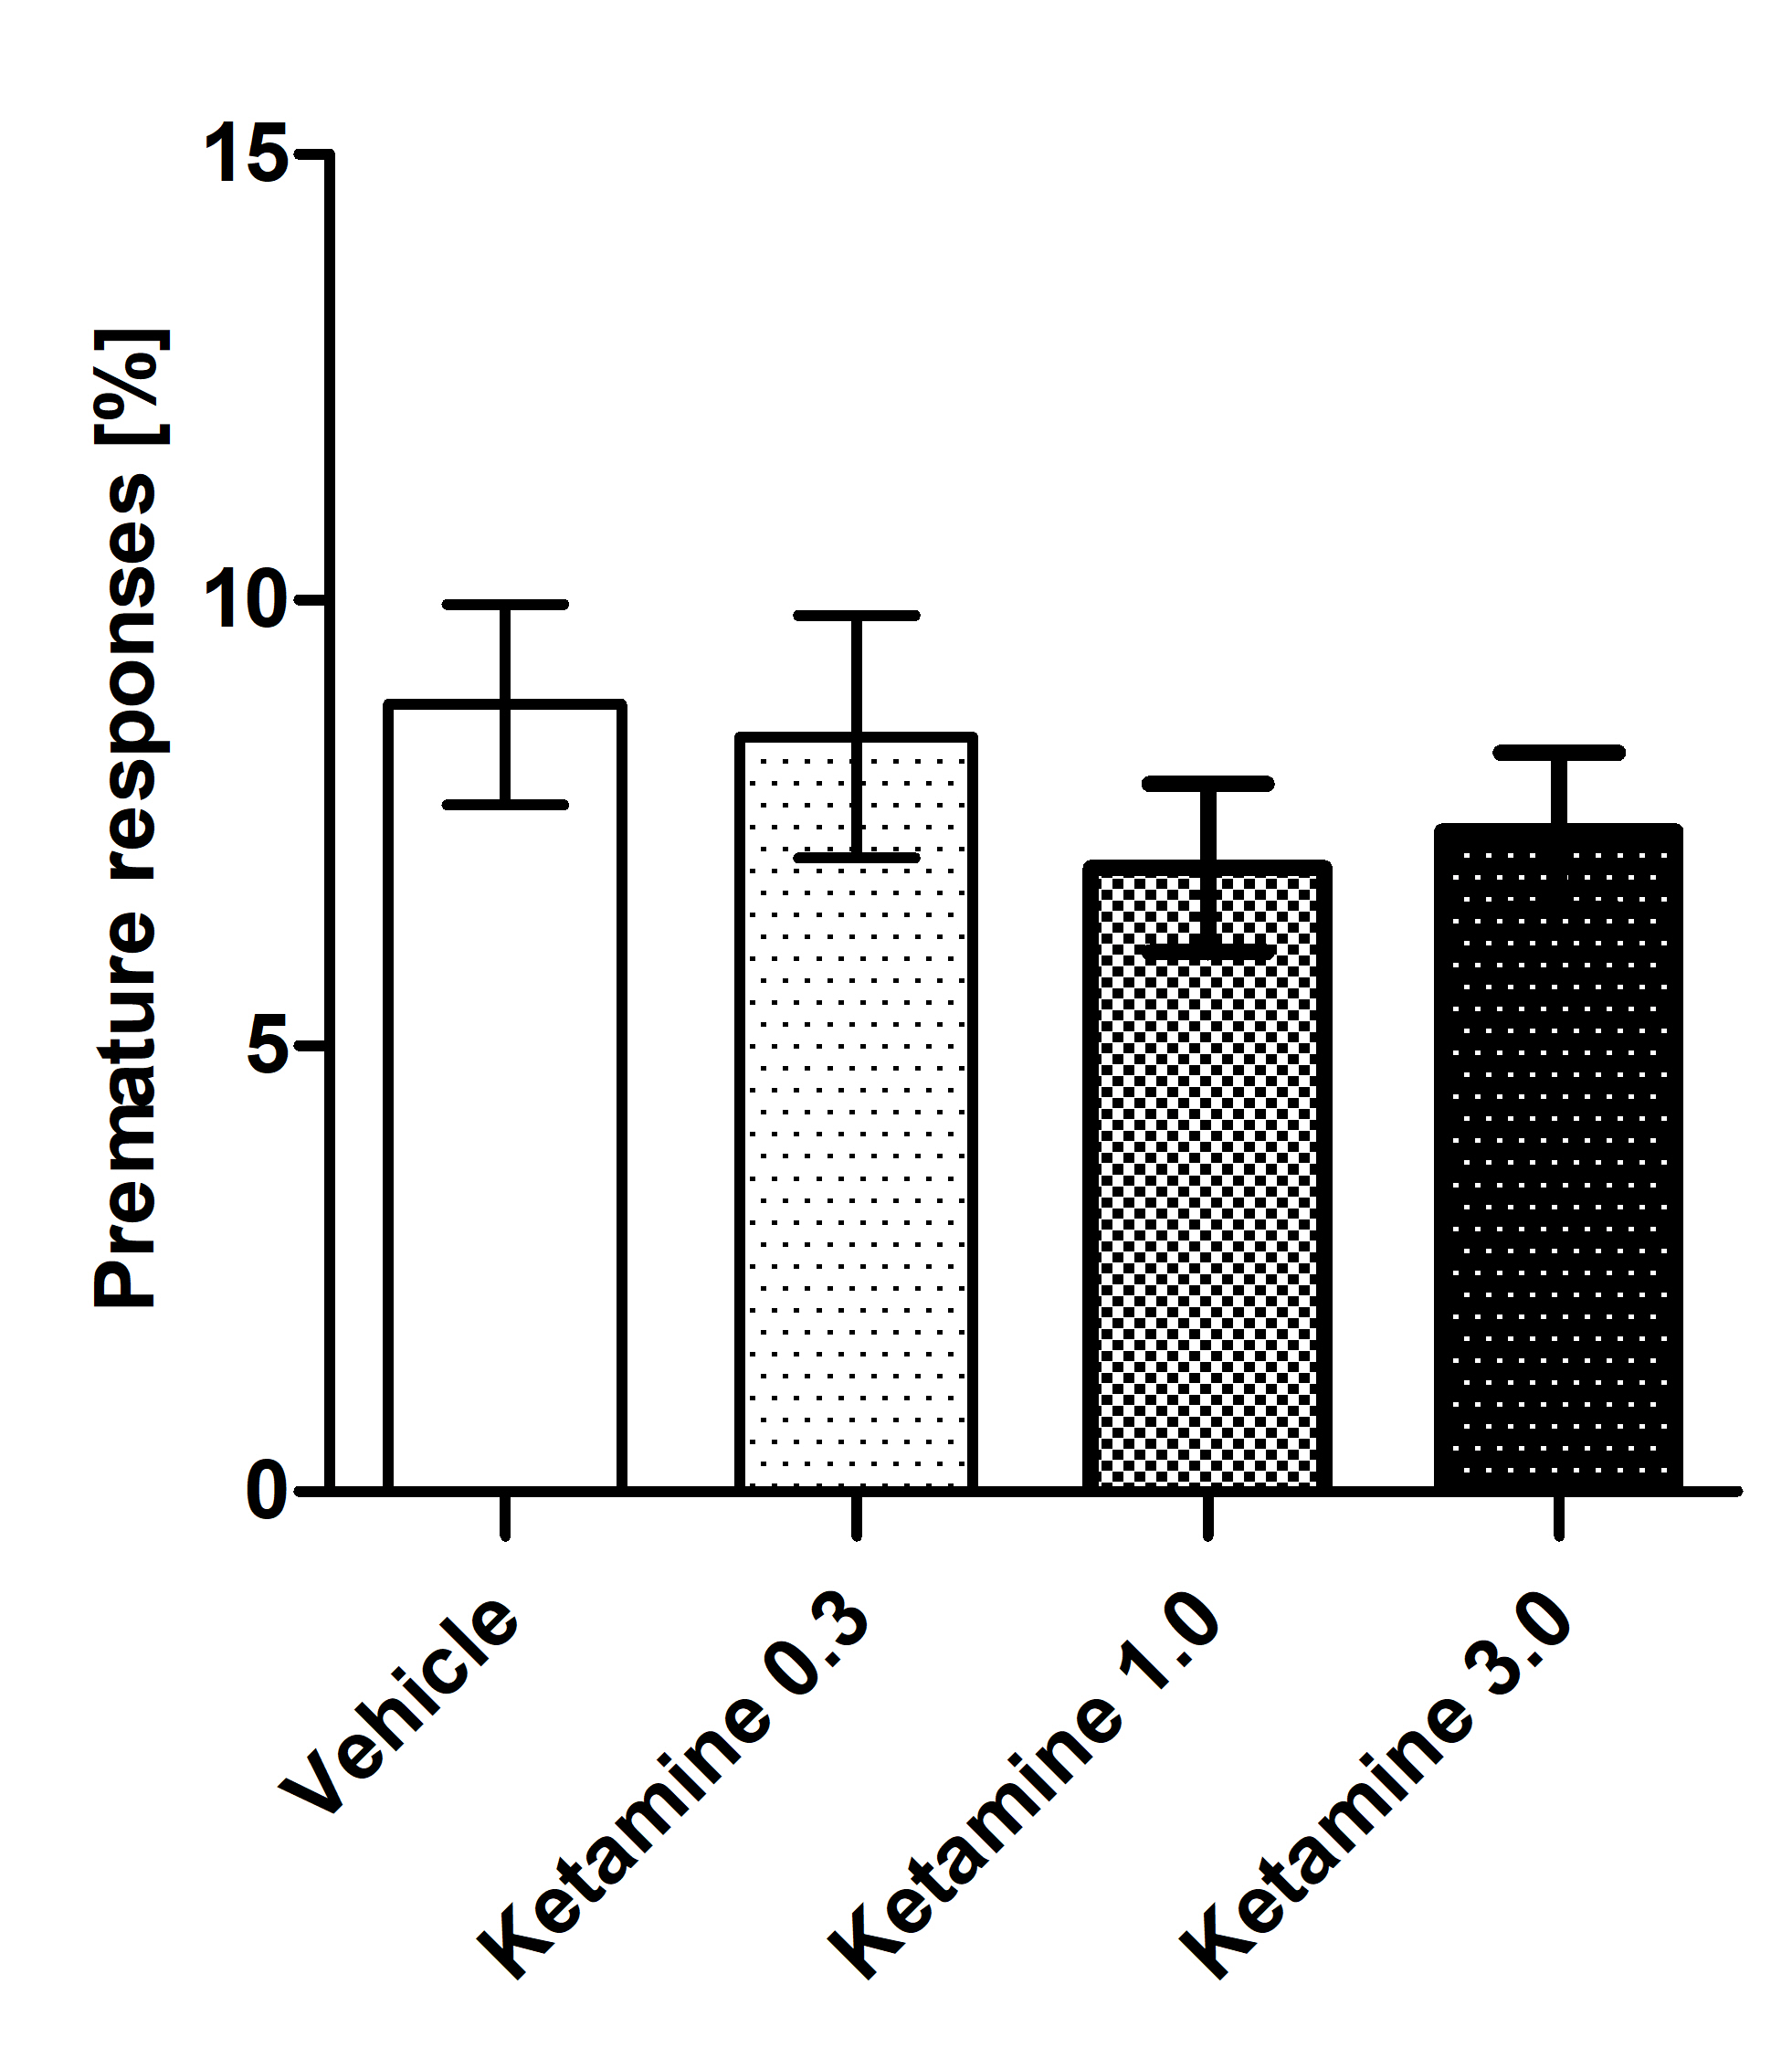 Premature responses [%]
15
10
5
0
Vehicle
Ketamine 0.3
Ketamine 1.0
Ketamine 3.0